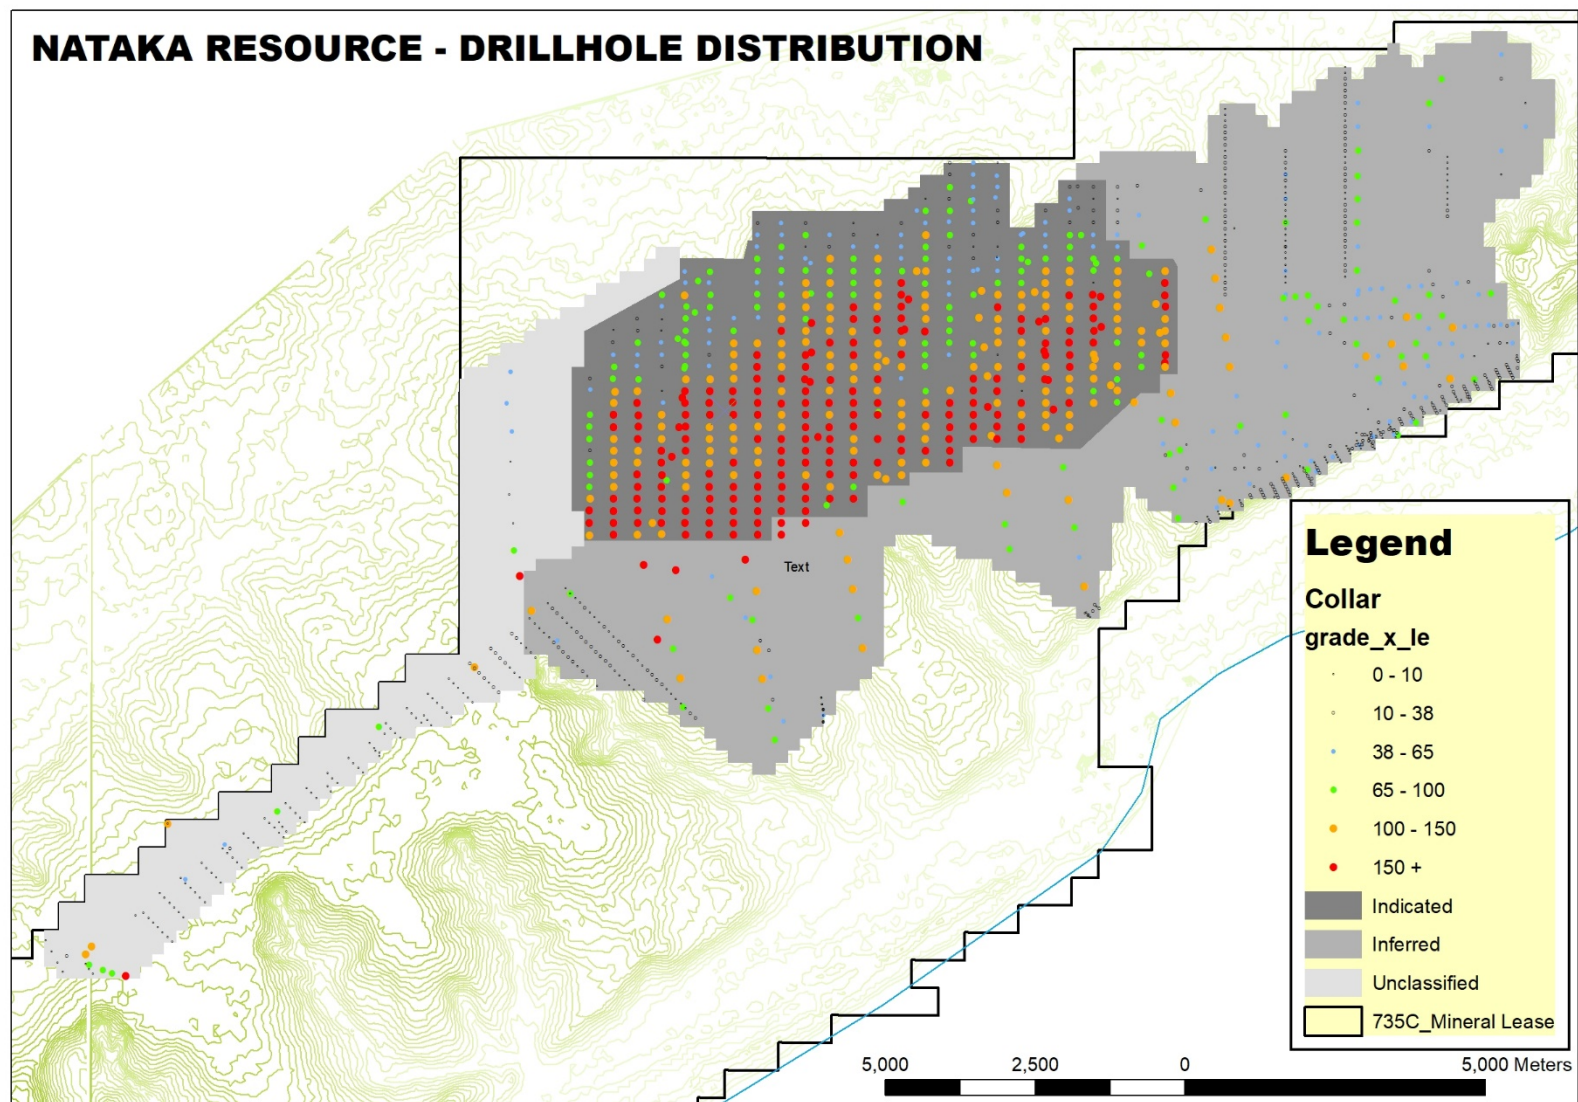 NATAKA RESOURCE - DRILLHOLE DISTRIBUTION
Text
Legend
Collar
grade_x_le
0 - 10
10 - 38
38 - 65
65 - 100
100 - 150
150 +
Indicated
Inferred
Unclassified
735C_Mineral Lease
5,000 2,500 0 5,000 Meters